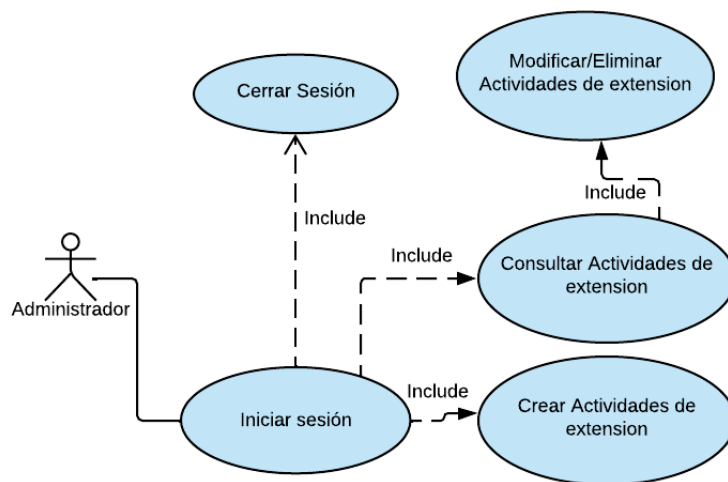 Modificar/Eliminar
Actividades de extension
Cerrar Sesión
Include
Include
Include
Consultar Actividades de
extension
Administrador
Include
Crear Actividades de
extension
Iniciar sesión